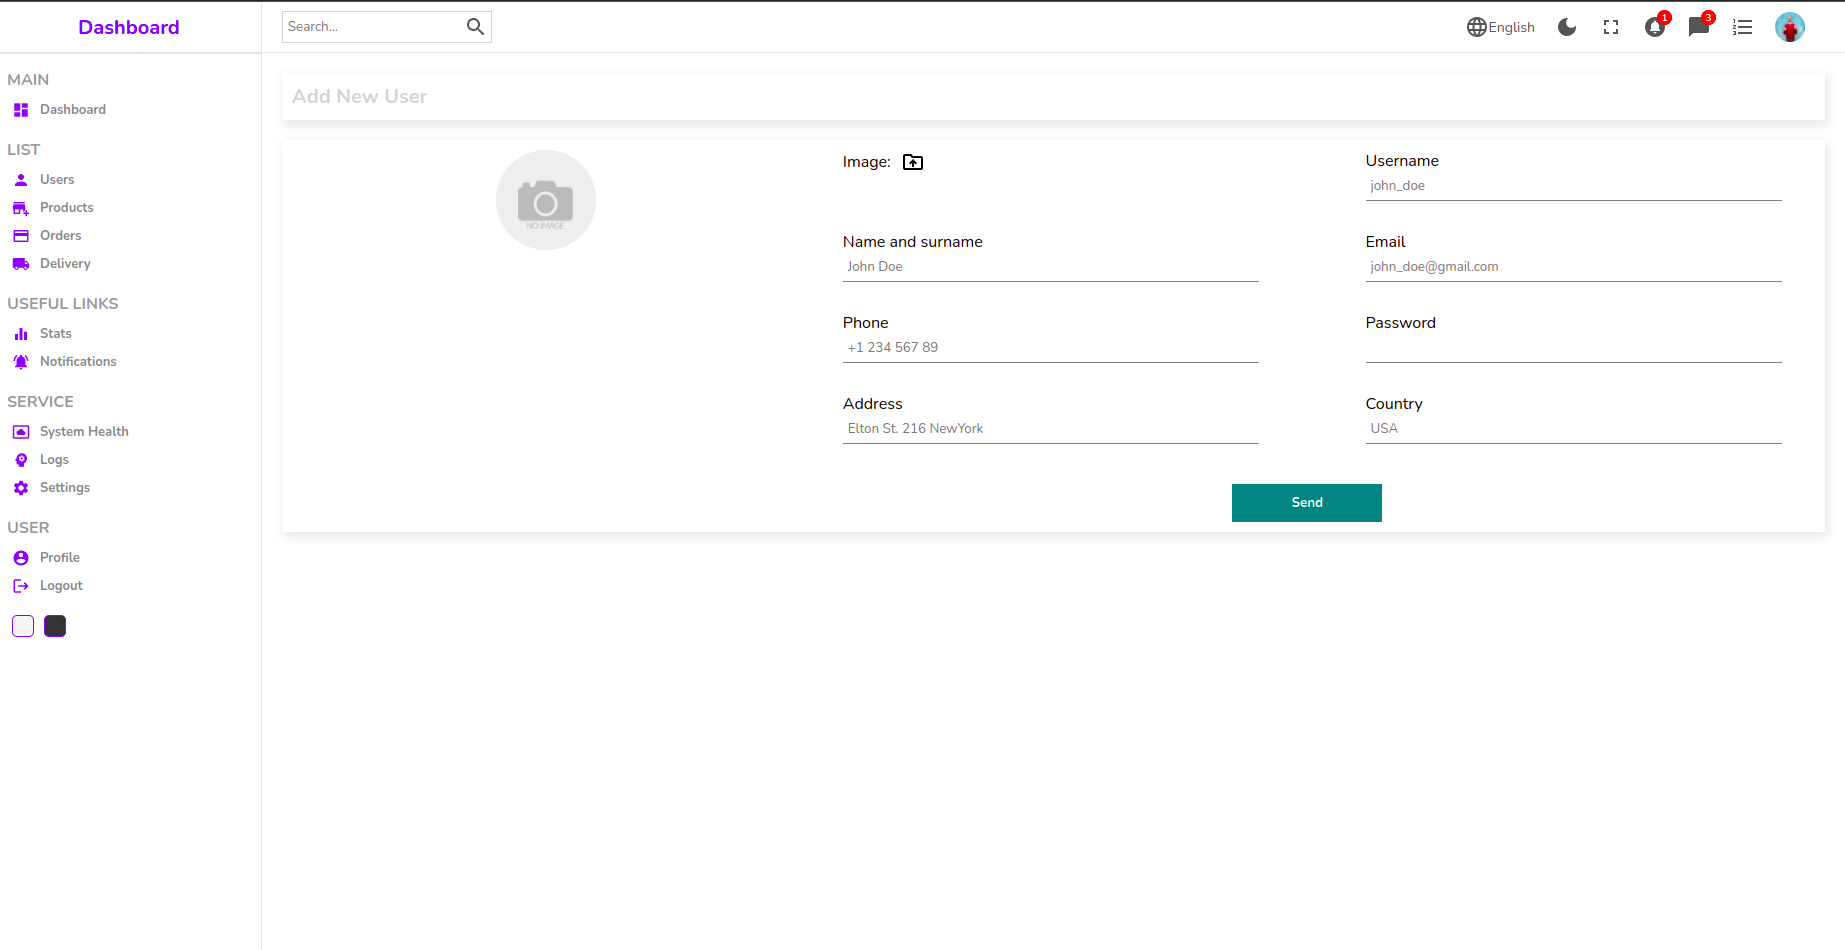 Dashboard
Search...
English
1
3
MAIN
Dashboard
LIST
Users
Products
Orders
Delivery
USEFUL LINKS
Stats
Notifications
SERVICE
System Health
Logs
Settings
USER
Profile
Logout
Add New User
NO IMAGE
Image:
Username
john_doe
Name and surname
John Doe
Email
john_doe@gmail.com
Phone
+1 234 567 89
Password
Address
Elton St. 216 NewYork
Country
USA
Send